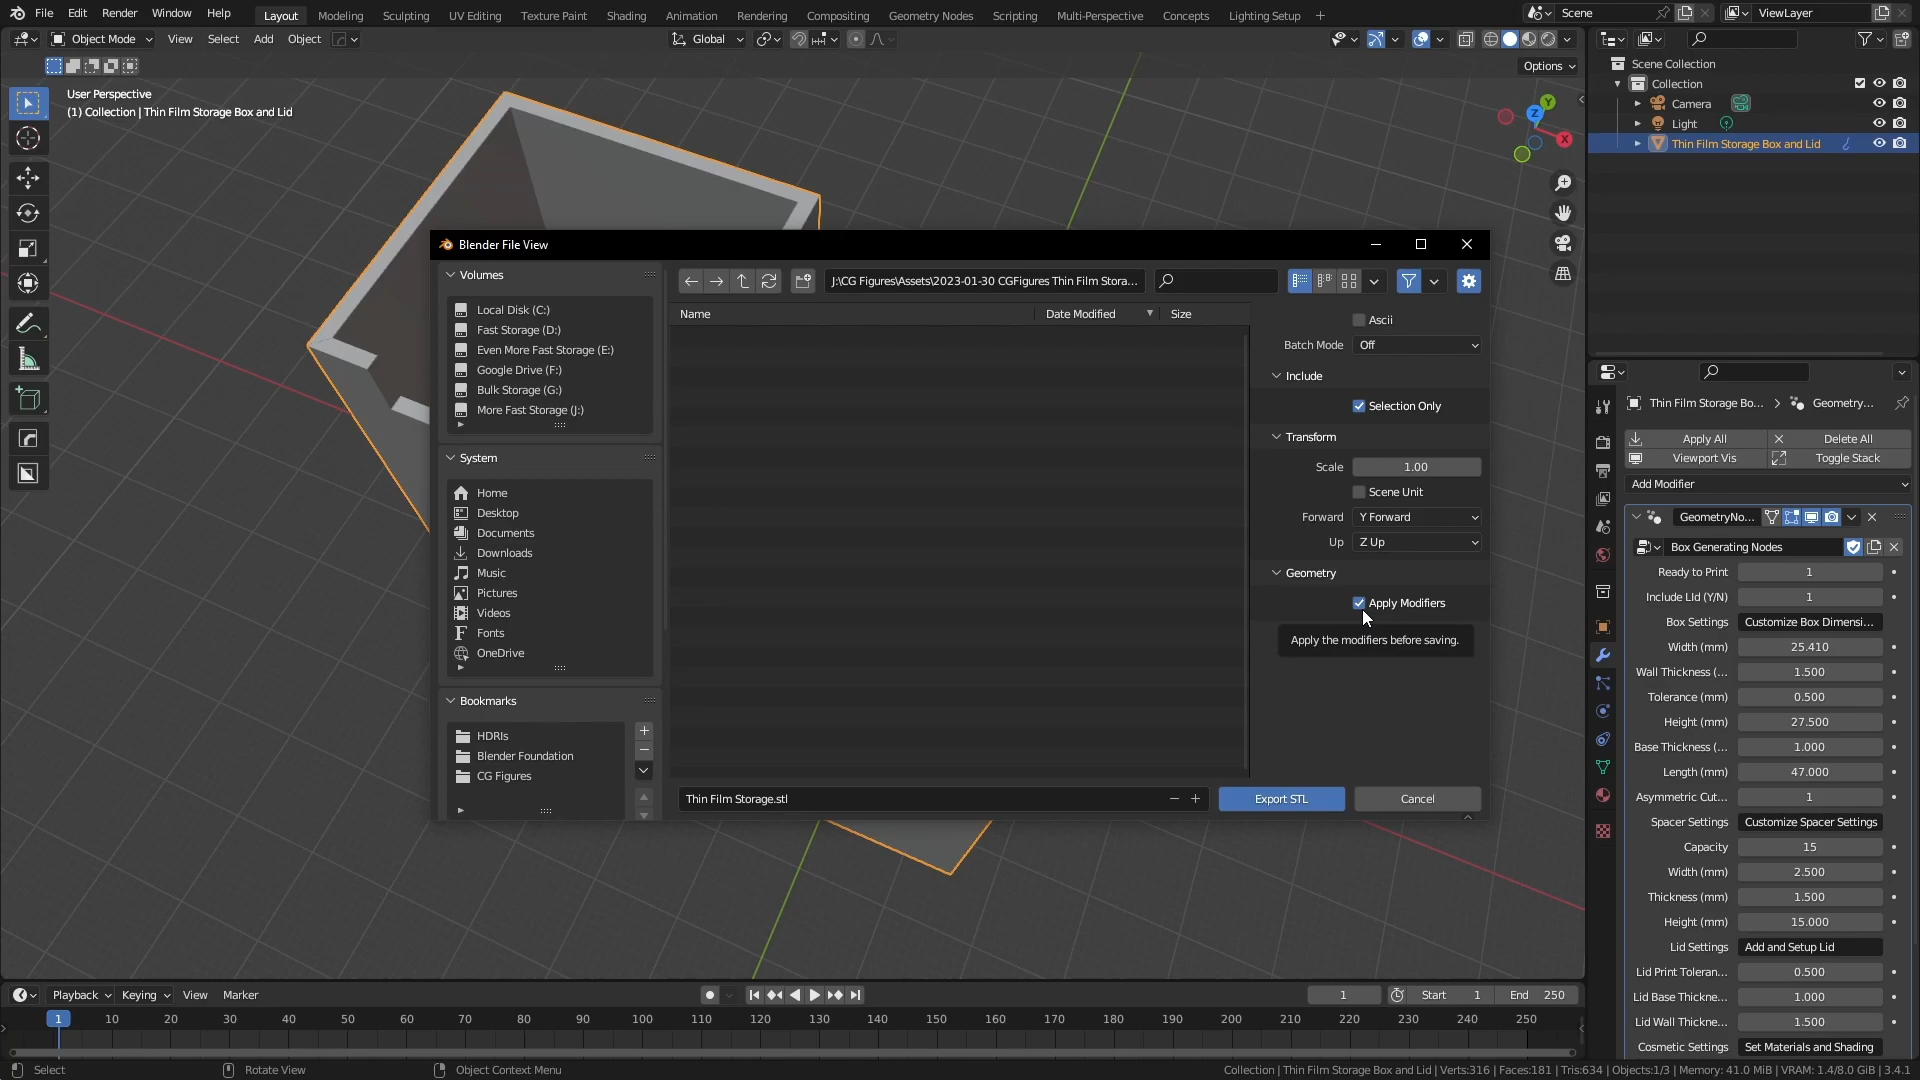 File Edit Render Window Help Layout Modeling Sculpting UV Editing Texture Paint Shading Animation Rendering Compositing Geometry Nodes Scripting Multi-Perspective Concepts Lighting Setup + Scene ViewLayer
Object Mode View Select Add Object Global
Options
User Perspective
(1) Collection | Thin Film Storage Box and Lid
Z
Y
X
Scene Collection
Collection
Camera
Light
Thin Film Storage Box and Lid
Blender File View
Volumes
Local Disk (C:)
Fast Storage (D:)
Even More Fast Storage (E:)
Google Drive (F:)
Bulk Storage (G:)
More Fast Storage (J:)
System
Home
Desktop
Documents
Downloads
Music
Pictures
Videos
Fonts
OneDrive
Bookmarks
HDRIs
Blender Foundation
CG Figures
J:\CG Figures\Assets\2023-01-30 CGFigures Thin Film Stora...
Name Date Modified Size
Ascii
Batch Mode Off
Include
Selection Only
Transform
Scale 1.00
Scene Unit
Forward Y Forward
Up Z Up
Geometry
Apply Modifiers
Apply the modifiers before saving.
Thin Film Storage.stl
Export STL Cancel
Thin Film Storage Bo... > Geometry...
Apply All Delete All
Viewport Vis Toggle Stack
Add Modifier
GeometryNo...
Box Generating Nodes
Ready to Print 1
Include LId (Y/N) 1
Box Settings Customize Box Dimensi...
Width (mm) 25.410
Wall Thickness (... 1.500
Tolerance (mm) 0.500
Height (mm) 27.500
Base Thickness (... 1.000
Length (mm) 47.000
Asymmetric Cut... 1
Spacer Settings Customize Spacer Settings
Capacity 15
Width (mm) 2.500
Thickness (mm) 1.500
Height (mm) 15.000
Lid Settings Add and Setup Lid
Lid Print Toleran... 0.500
Lid Base Thickne... 1.000
Lid Wall Thickne... 1.500
Cosmetic Settings Set Materials and Shading
Playback Keying View Marker 1 Start 1 End 250
1 10 20 30 40 50 60 70 80 90 100 110 120 130 140 150 160 170 180 190 200 210 220 230 240 250
Select Rotate View Object Context Menu Collection | Thin Film Storage Box and Lid | Verts:316 | Faces:181 | Tris:634 | Objects:1/3 | Memory: 41.0 MiB | VRAM: 1.4/8.0 GiB | 3.4.1